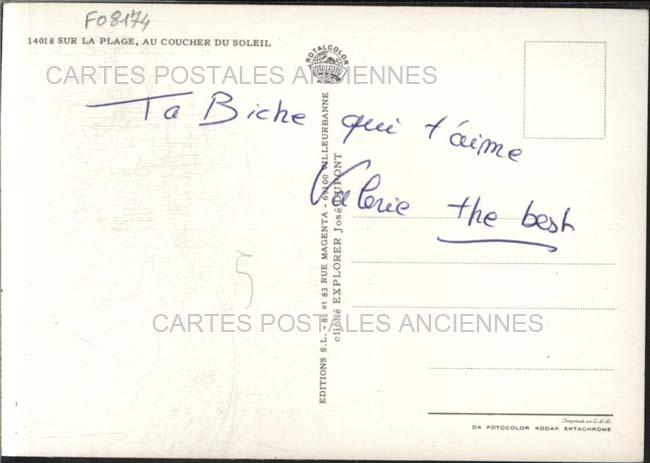 F08174
14018 SUR LA PLAGE, AU COUCHER DU SOLEIL
ROTALCOLOR
CARTES POSTALES ANCIENNES
Ta Biche qui t'aime
Valerie the best
EDITIONS S.L. - 81 et 83 RUE MAGENTA - 69100 VILLEURBANNE
cliché EXPLORER José DUPONT
5
CARTES POSTALES ANCIENNES
Imprimé en C.E.E.
DA FOTOCOLOR KODAK EKTACHROME